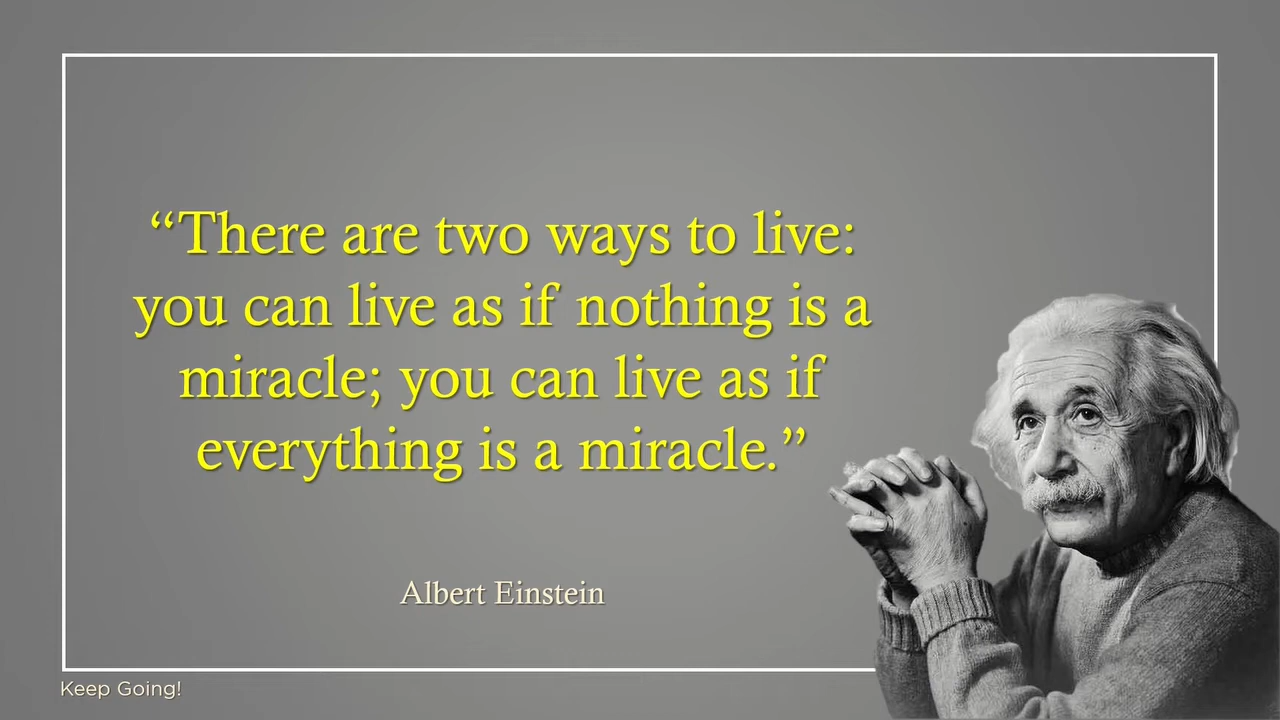 “There are two ways to live:
you can live as if nothing is a
miracle; you can live as if
everything is a miracle.”
Albert Einstein
Keep Going!